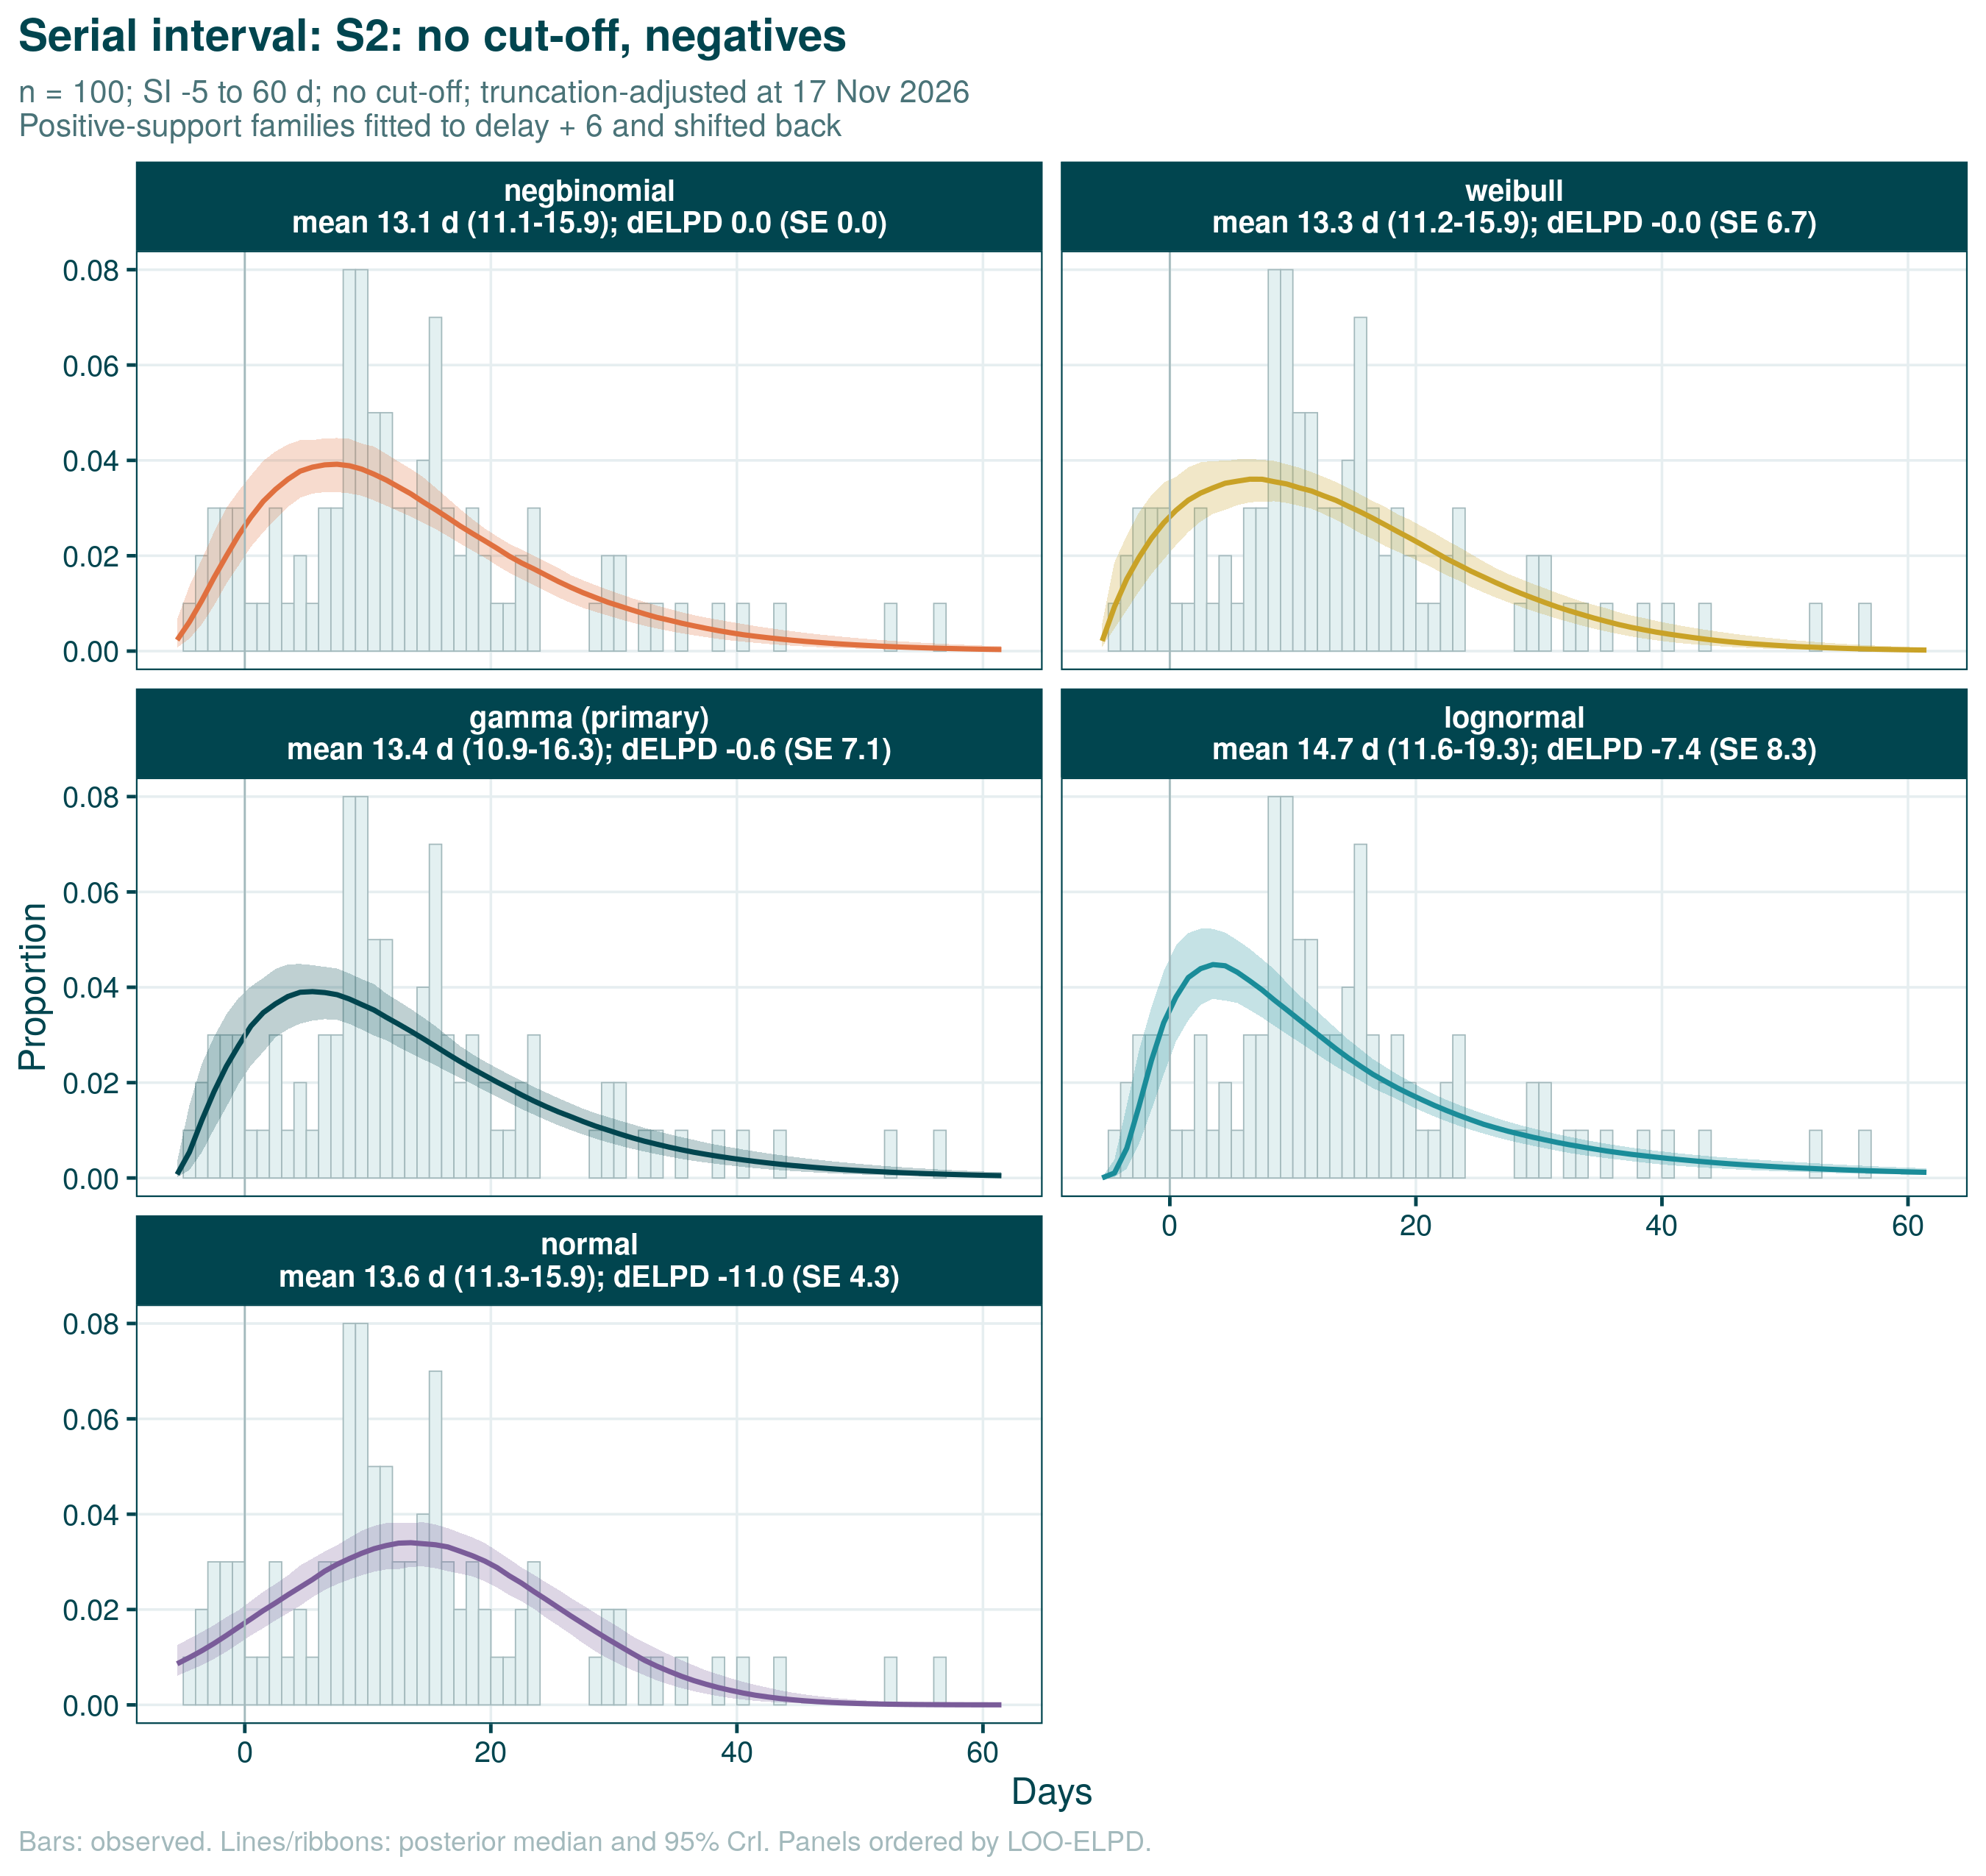 Serial interval: S2: no cut-off, negatives
n = 100; SI -5 to 60 d; no cut-off; truncation-adjusted at 17 Nov 2026
Positive-support families fitted to delay + 6 and shifted back
negbinomial
mean 13.1 d (11.1-15.9); dELPD 0.0 (SE 0.0)
weibull
mean 13.3 d (11.2-15.9); dELPD -0.0 (SE 6.7)
0.08
0.06
0.04
0.02
0.00
gamma (primary)
mean 13.4 d (10.9-16.3); dELPD -0.6 (SE 7.1)
lognormal
mean 14.7 d (11.6-19.3); dELPD -7.4 (SE 8.3)
0.08
0.06
0.04
0.02
0.00
0 20 40 60
normal
mean 13.6 d (11.3-15.9); dELPD -11.0 (SE 4.3)
0.08
0.06
0.04
0.02
0.00
0 20 40 60
Proportion
Days
Bars: observed. Lines/ribbons: posterior median and 95% CrI. Panels ordered by LOO-ELPD.